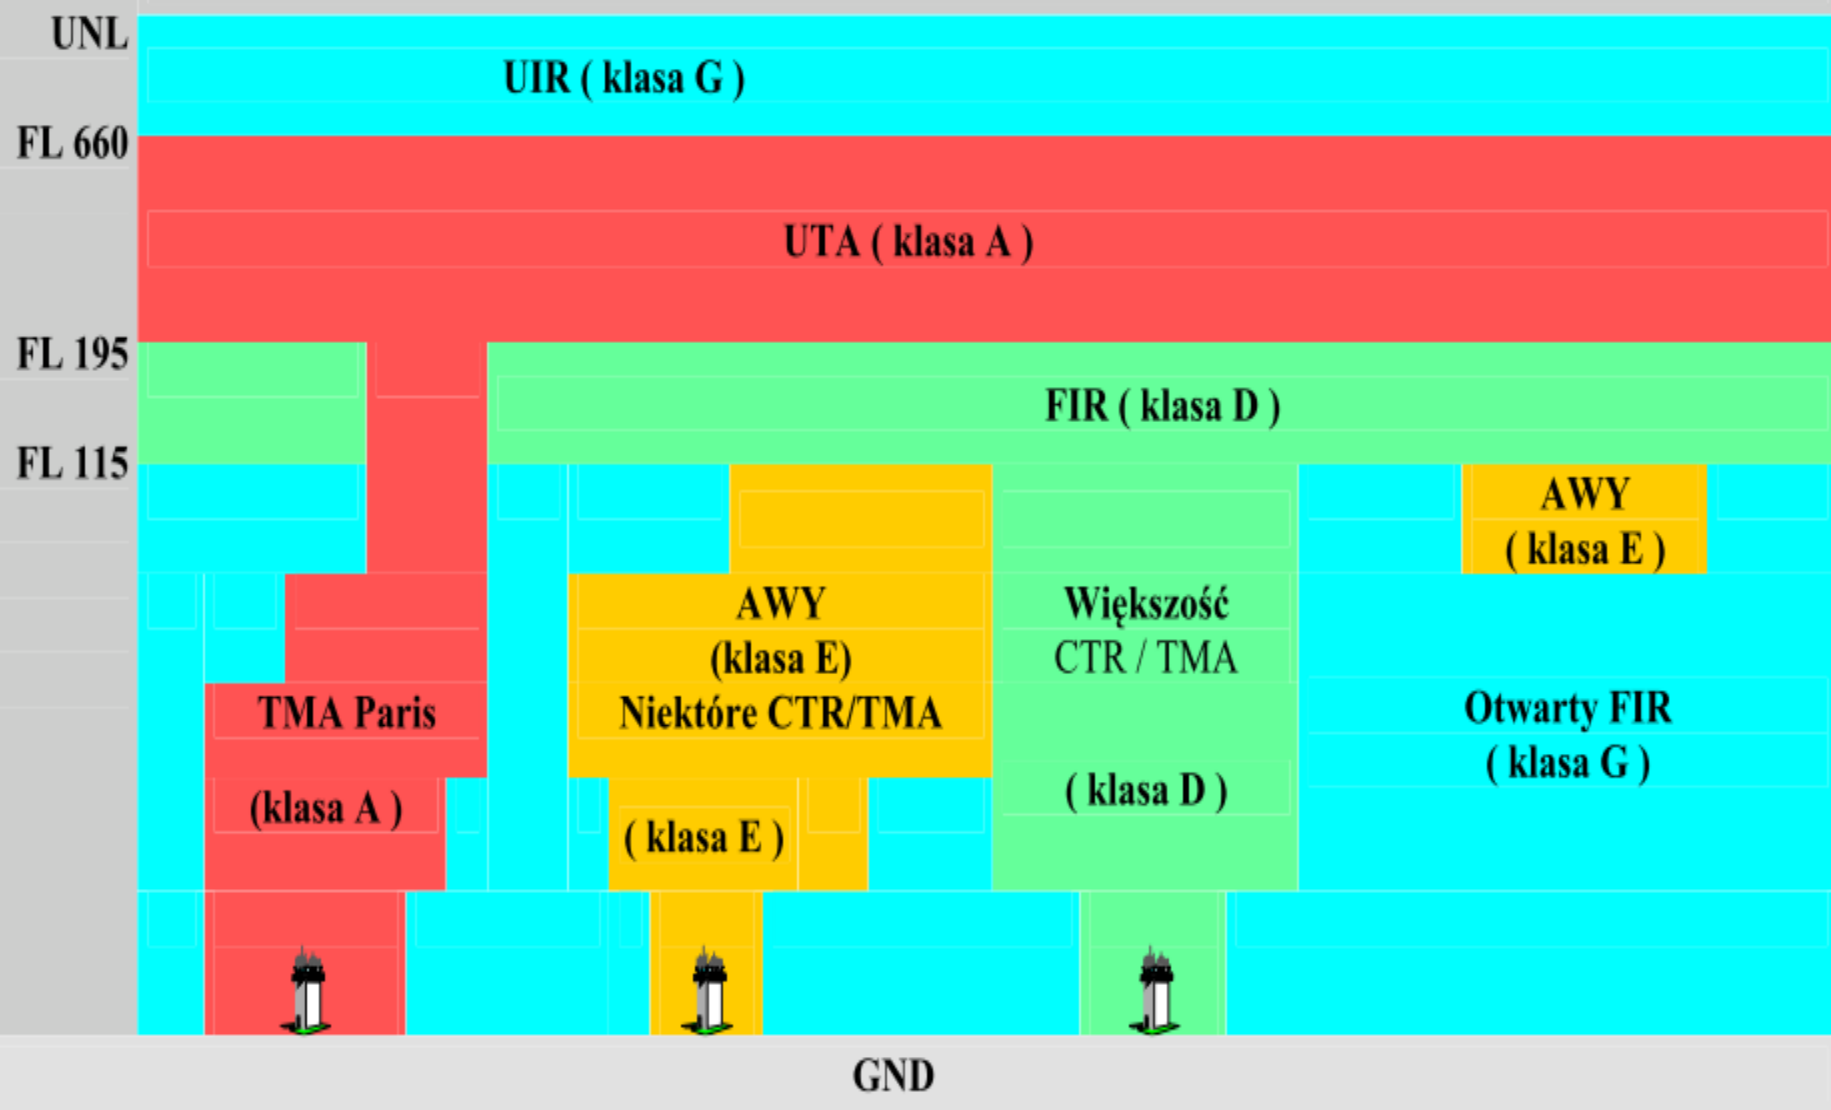 UNL
UIR ( klasa G )
FL 660
UTA ( klasa A )
FL 195
FIR ( klasa D )
FL 115
AWY
( klasa E )
AWY
(klasa E)
Niektóre CTR/TMA
( klasa E )
Większość
CTR / TMA
( klasa D )
TMA Paris
(klasa A )
Otwarty FIR
( klasa G )
GND